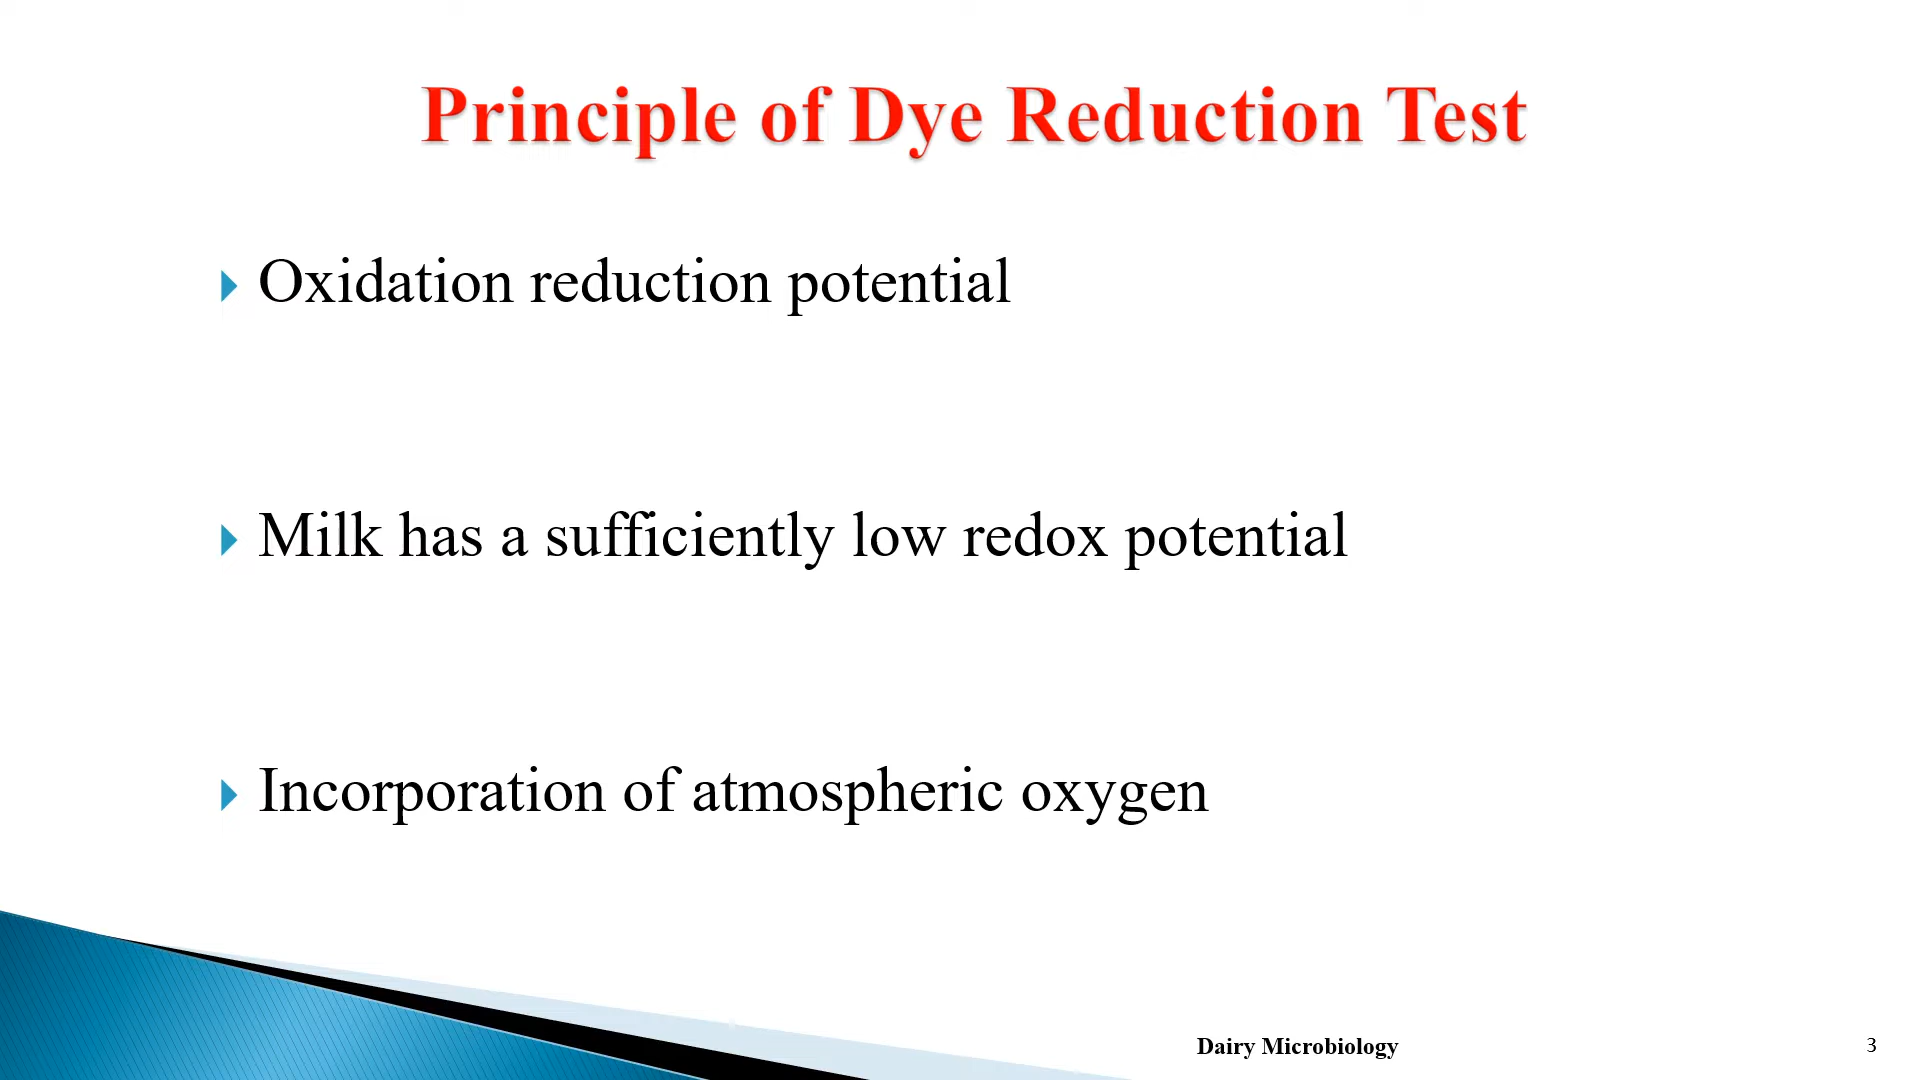 Principle of Dye Reduction Test
Oxidation reduction potential
Milk has a sufficiently low redox potential
Incorporation of atmospheric oxygen
Dairy Microbiology
3